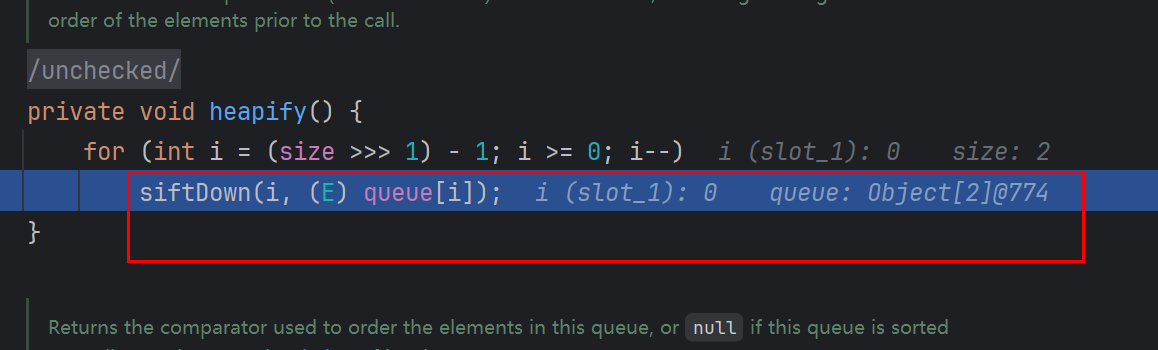 order of the elements prior to the call.
/unchecked/
private void heapify() {
for (int i = (size >>> 1) - 1; i >= 0; i--) i (slot_1): 0 size: 2
siftDown(i, (E) queue[i]); i (slot_1): 0 queue: Object[2]@774
}
Returns the comparator used to order the elements in this queue, or null if this queue is sorted